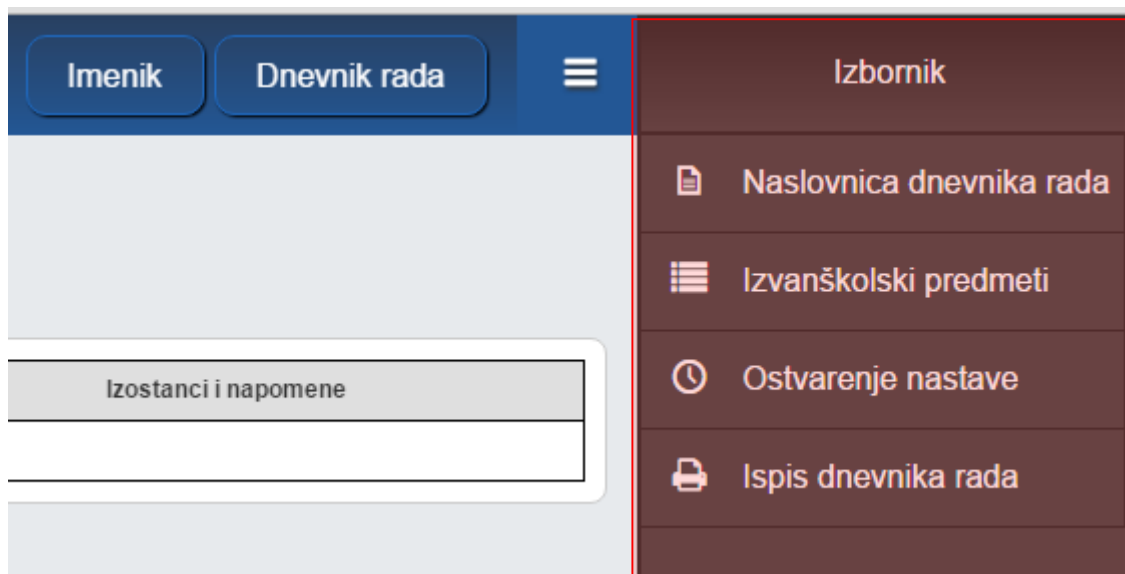 Imenik
Dnevnik rada
Izbornik
Naslovnica dnevnika rada
Izvanškolski predmeti
Izostanci i napomene
Ostvarenje nastave
Ispis dnevnika rada